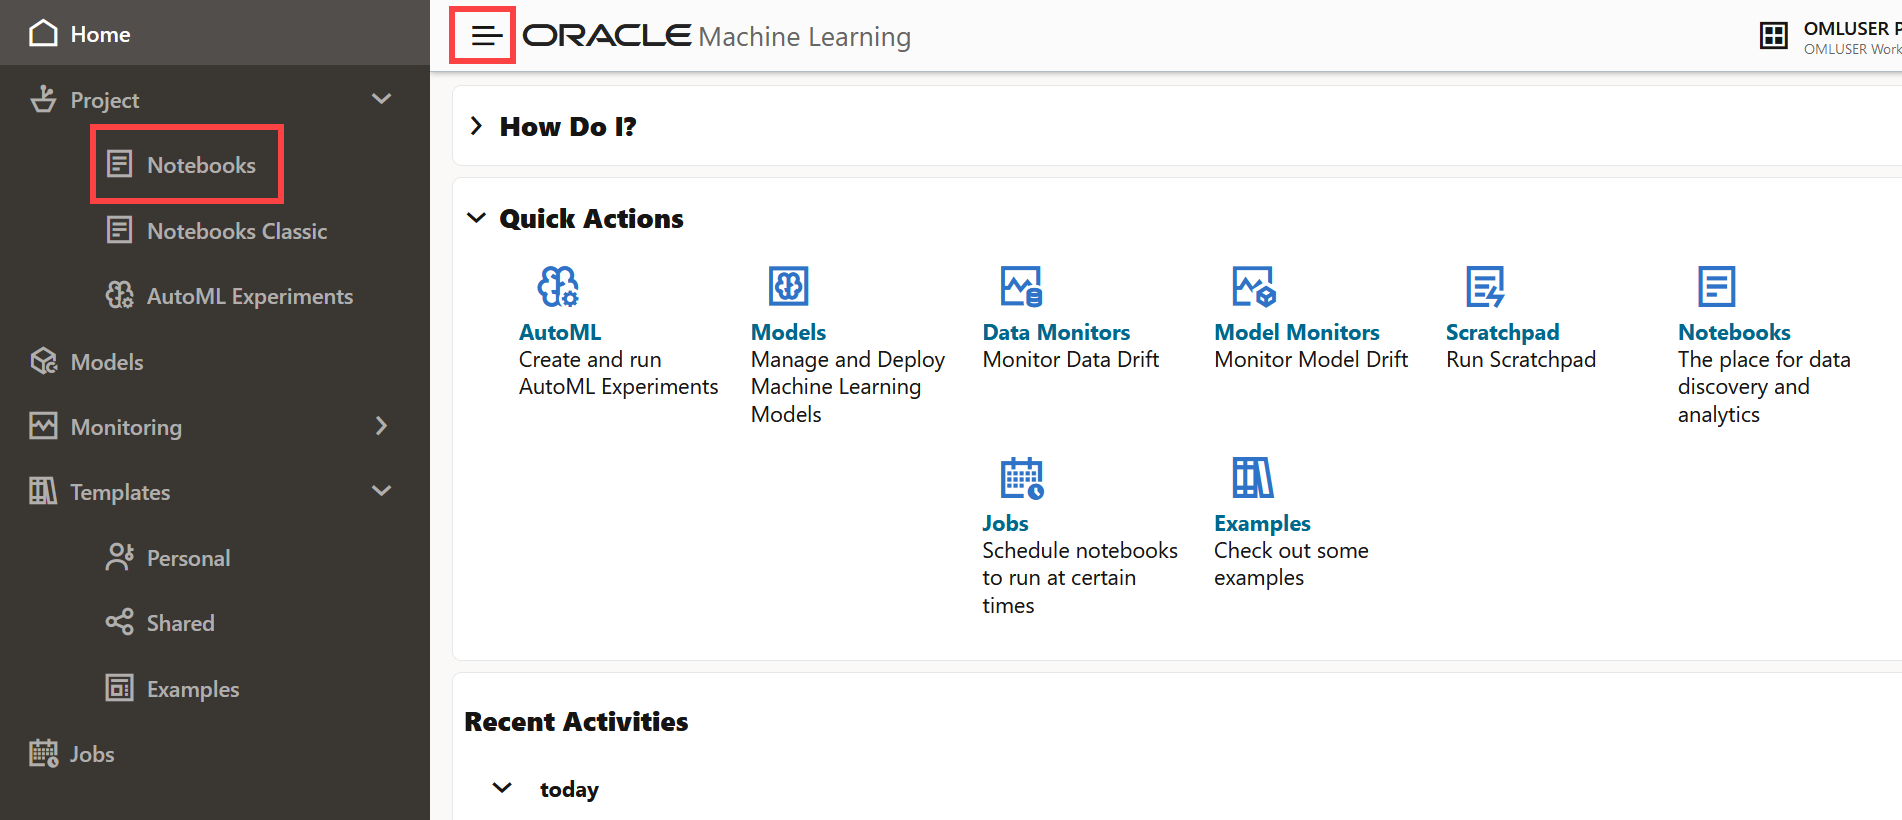 Home
Project
Notebooks
Notebooks Classic
AutoML Experiments
Models
Monitoring
Templates
Personal
Shared
Examples
Jobs
ORACLE Machine Learning
OMLUSER P
OMLUSER Work
How Do I?
Quick Actions
AutoML
Create and run
AutoML Experiments
Models
Manage and Deploy
Machine Learning
Models
Data Monitors
Monitor Data Drift
Model Monitors
Monitor Model Drift
Scratchpad
Run Scratchpad
Notebooks
The place for data
discovery and
analytics
Jobs
Schedule notebooks
to run at certain
times
Examples
Check out some
examples
Recent Activities
today